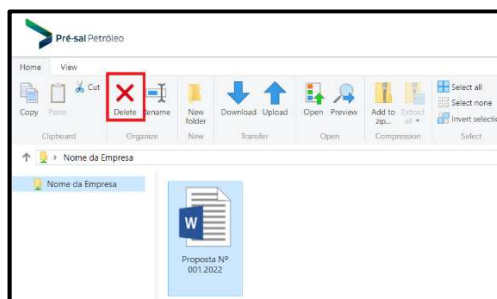 Pré-sal Petróleo
Home View
Copy Paste Cut Delete Rename New folder Download Upload Open Preview Add to zip... Extract all Select all
Select none
Invert selection
Clipboard Organize New Transfer Open Compression Select
Nome da Empresa
Nome da Empresa
W
Proposta Nº
001.2022